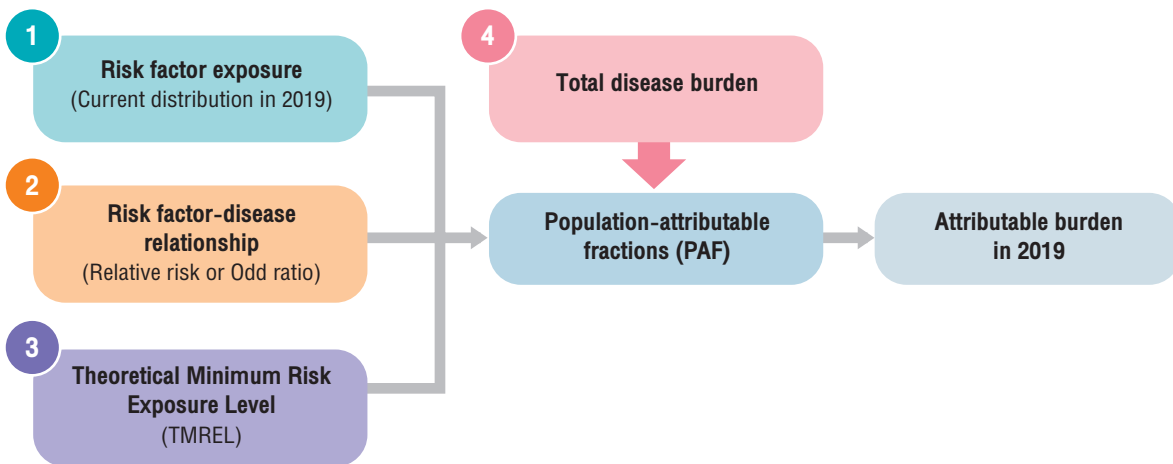 1
Risk factor exposure
(Current distribution in 2019)
2
Risk factor-disease
relationship
(Relative risk or Odd ratio)
3
Theoretical Minimum Risk
Exposure Level
(TMREL)
4
Total disease burden
Population-attributable
fractions (PAF)
Attributable burden
in 2019